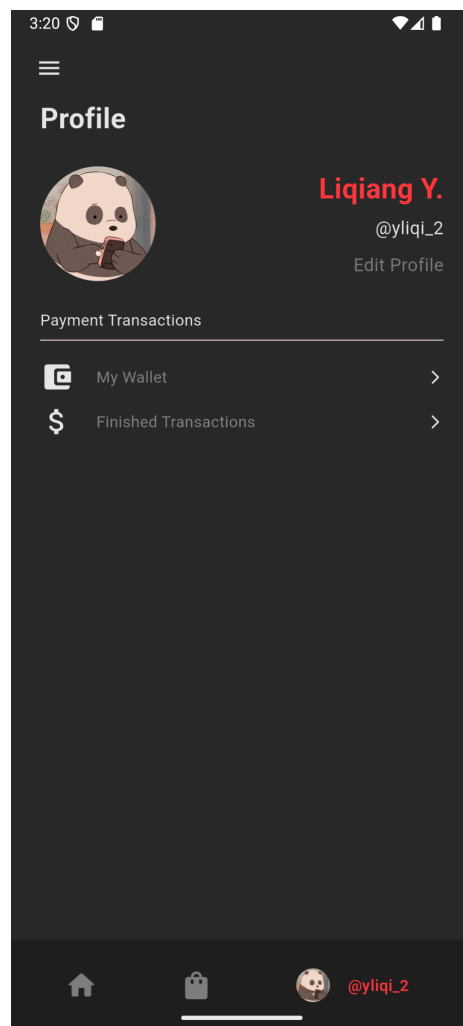 3:20
Profile
Liqiang Y.
@yliqi_2
Edit Profile
Payment Transactions
My Wallet
Finished Transactions
@yliqi_2